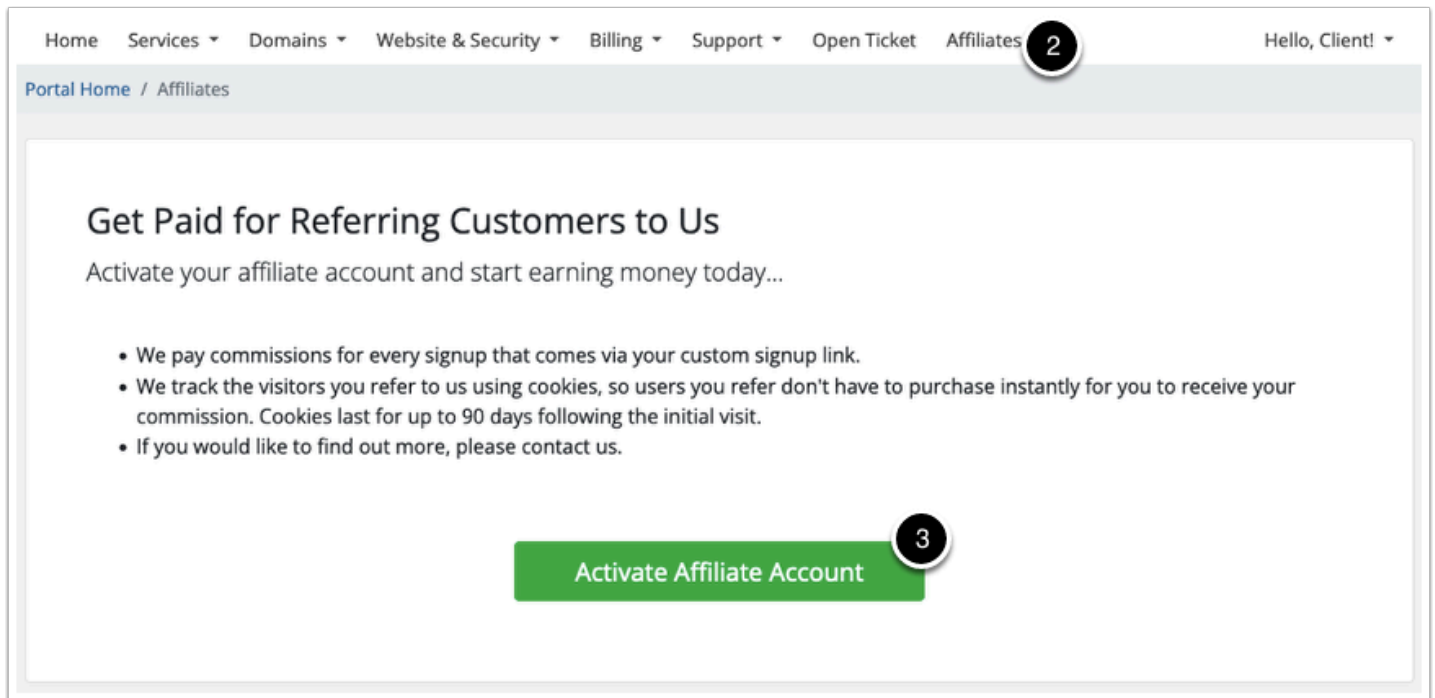 Home Services Domains Website & Security Billing Support Open Ticket Affiliates 2 Hello, Client!
Portal Home / Affiliates
Get Paid for Referring Customers to Us
Activate your affiliate account and start earning money today...
• We pay commissions for every signup that comes via your custom signup link.
• We track the visitors you refer to us using cookies, so users you refer don't have to purchase instantly for you to receive your
commission. Cookies last for up to 90 days following the initial visit.
• If you would like to find out more, please contact us.
3
Activate Affiliate Account